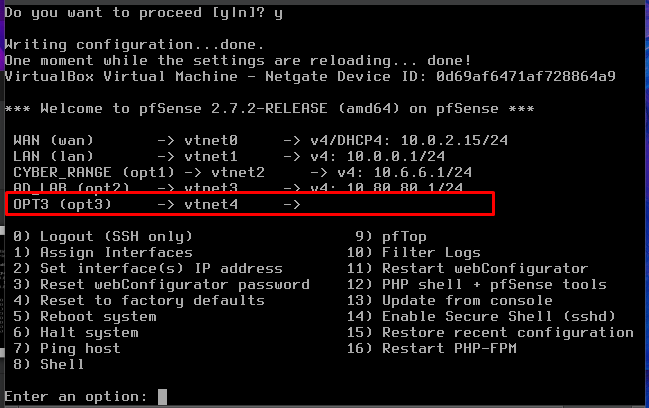 Do you want to proceed [y|n]? y
Writing configuration...done.
One moment while the settings are reloading... done!
VirtualBox Virtual Machine - Netgate Device ID: 0d69af6471af728864a9
*** Welcome to pfSense 2.7.2-RELEASE (amd64) on pfSense ***
WAN (wan) -> vtnet0 -> v4/DHCP4: 10.0.2.15/24
LAN (lan) -> vtnet1 -> v4: 10.0.0.1/24
CYBER_RANGE (opt1) -> vtnet2 -> v4: 10.6.6.1/24
AD_LAB (opt2) -> vtnet3 -> v4: 10.80.80.1/24
OPT3 (opt3) -> vtnet4 ->
0) Logout (SSH only) 9) pfTop
1) Assign Interfaces 10) Filter Logs
2) Set interface(s) IP address 11) Restart webConfigurator
3) Reset webConfigurator password 12) PHP shell + pfSense tools
4) Reset to factory defaults 13) Update from console
5) Reboot system 14) Enable Secure Shell (sshd)
6) Halt system 15) Restore recent configuration
7) Ping host 16) Restart PHP-FPM
8) Shell
Enter an option: